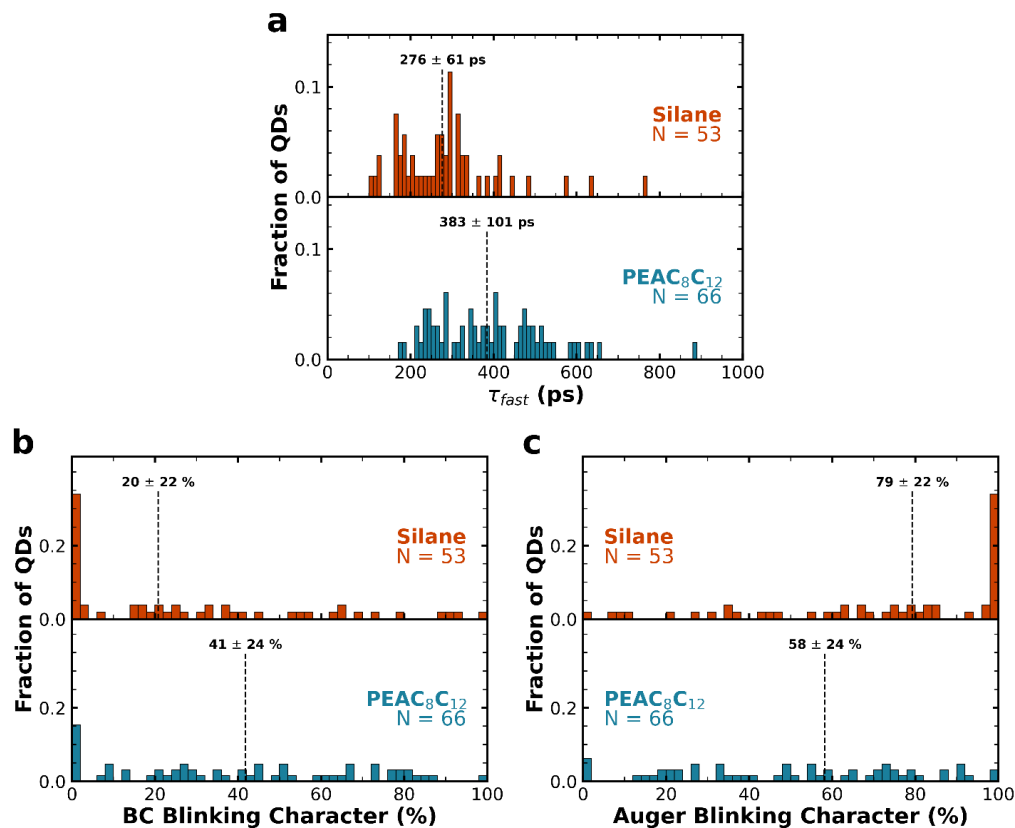 a
276 ± 61 ps
Silane
N = 53
0.1
0.0
383 ± 101 ps
PEAC₈C₁₂
N = 66
0.1
0.0
Fraction of QDs
0 200 400 600 800 1000
τfast (ps)
b
20 ± 22 %
Silane
N = 53
0.2
0.0
41 ± 24 %
PEAC₈C₁₂
N = 66
0.2
0.0
Fraction of QDs
0 20 40 60 80 100
BC Blinking Character (%)
c
79 ± 22 %
Silane
N = 53
0.2
0.0
58 ± 24 %
PEAC₈C₁₂
N = 66
0.2
0.0
Fraction of QDs
0 20 40 60 80 100
Auger Blinking Character (%)